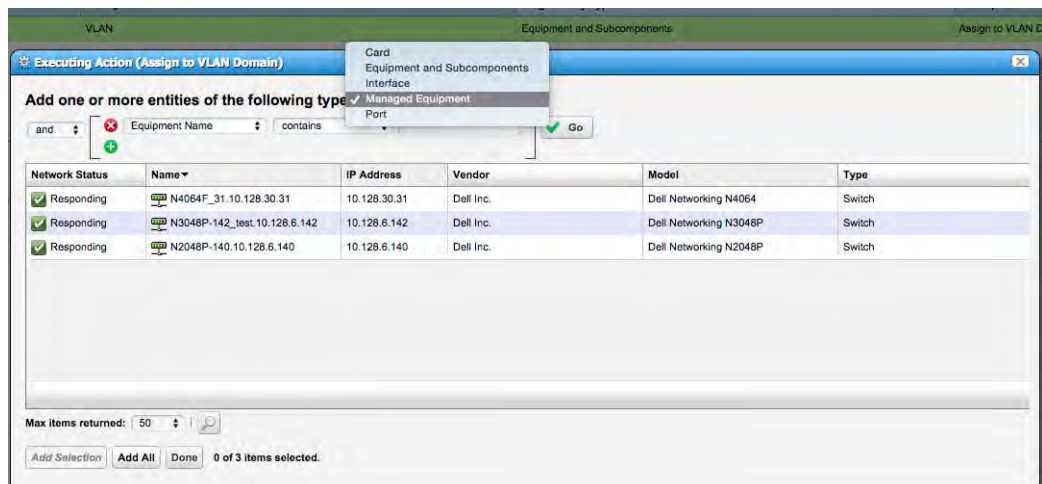 VLAN Equipment and Subcomponents Assign to VLAN D
Executing Action (Assign to VLAN Domain)
Card
Equipment and Subcomponents
Interface
Add one or more entities of the following type ✓ Managed Equipment
Port
and Equipment Name contains Go
Network Status Name IP Address Vendor Model Type
Responding N4064F_31.10.128.30.31 10.128.30.31 Dell Inc. Dell Networking N4064 Switch
Responding N3048P-142_test.10.128.6.142 10.128.6.142 Dell Inc. Dell Networking N3048P Switch
Responding N2048P-140.10.128.6.140 10.128.6.140 Dell Inc. Dell Networking N2048P Switch
Max items returned: 50
Add Selection Add All Done 0 of 3 items selected.